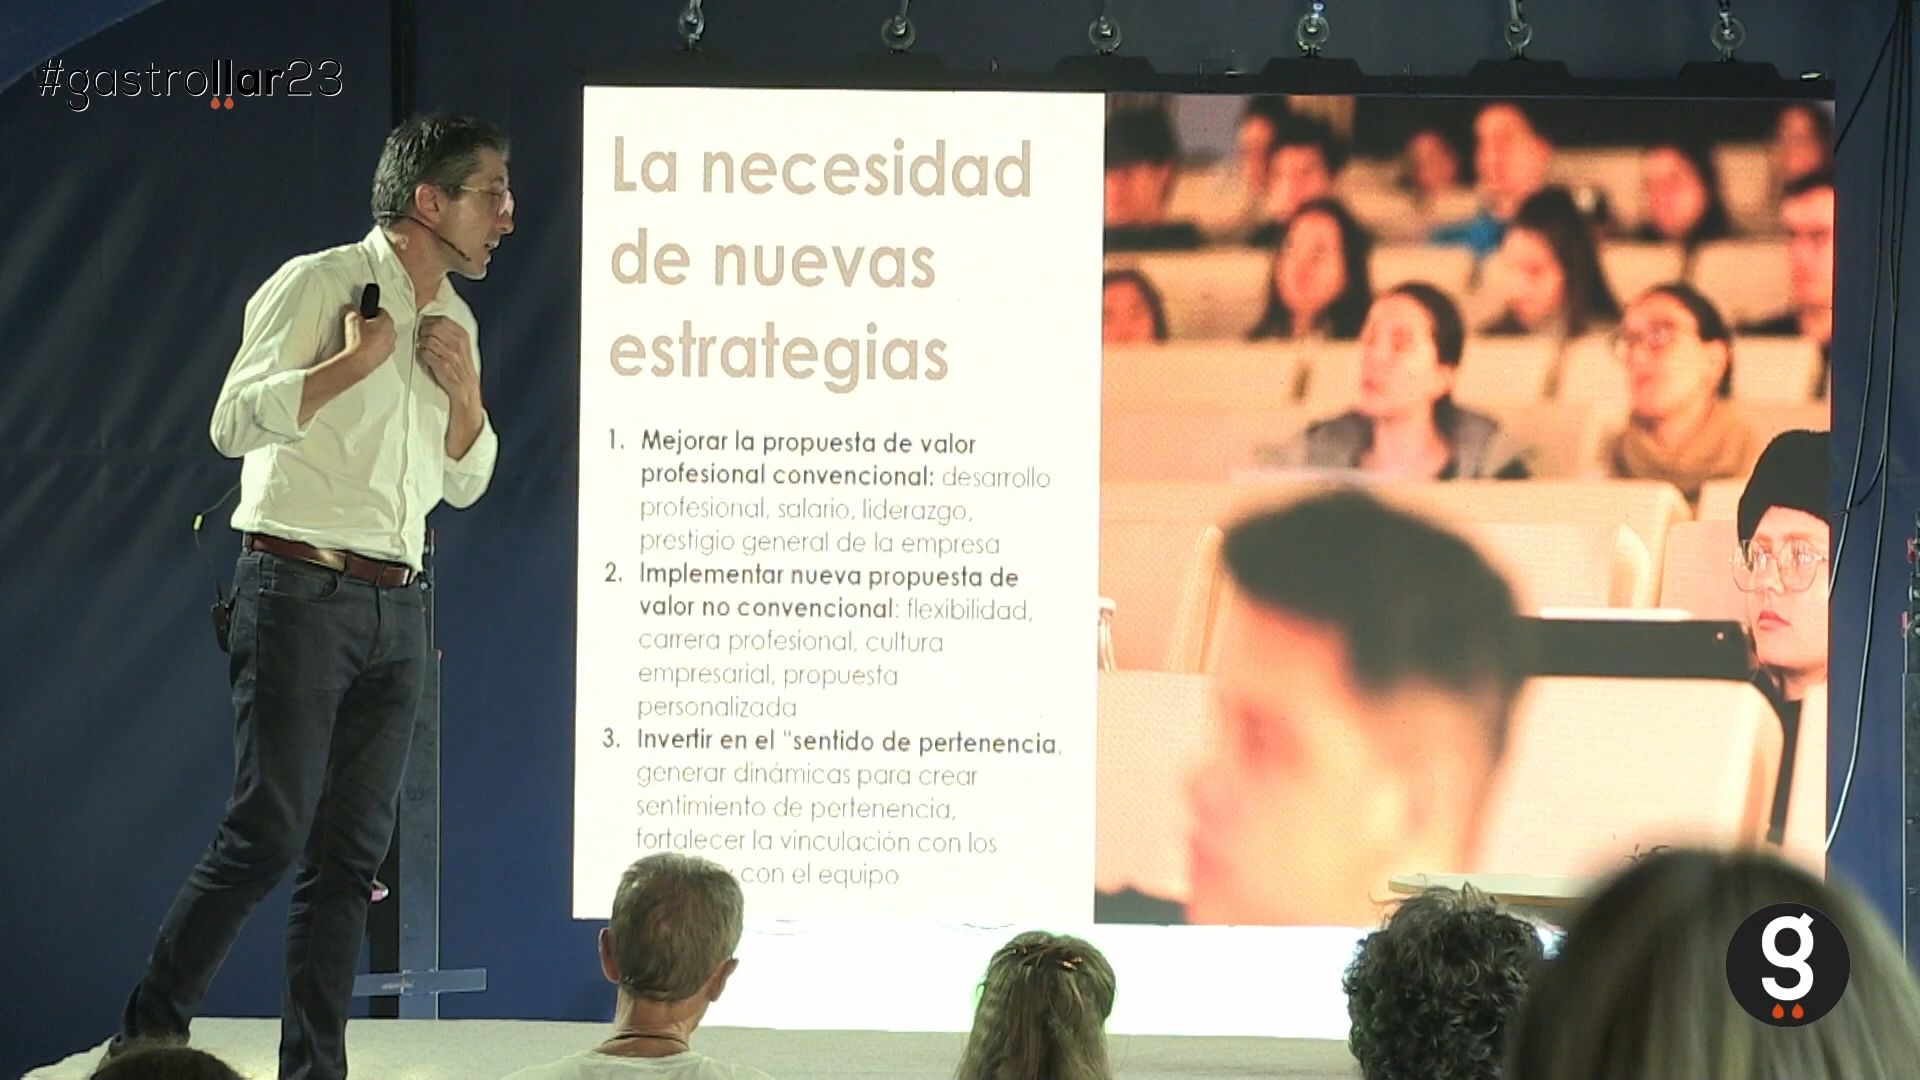 #gastrollar23
La necesidad
de nuevas
estrategias
1. Mejorar la propuesta de valor
profesional convencional: desarrollo
profesional, salario, liderazgo,
prestigio general de la empresa
2. Implementar nueva propuesta de
valor no convencional: flexibilidad,
carrera profesional, cultura
empresarial, propuesta
personalizada
3. Invertir en el "sentido de pertenencia,
generar dinámicas para crear
sentimiento de pertenencia,
fortalecer la vinculación con los
con el equipo
g